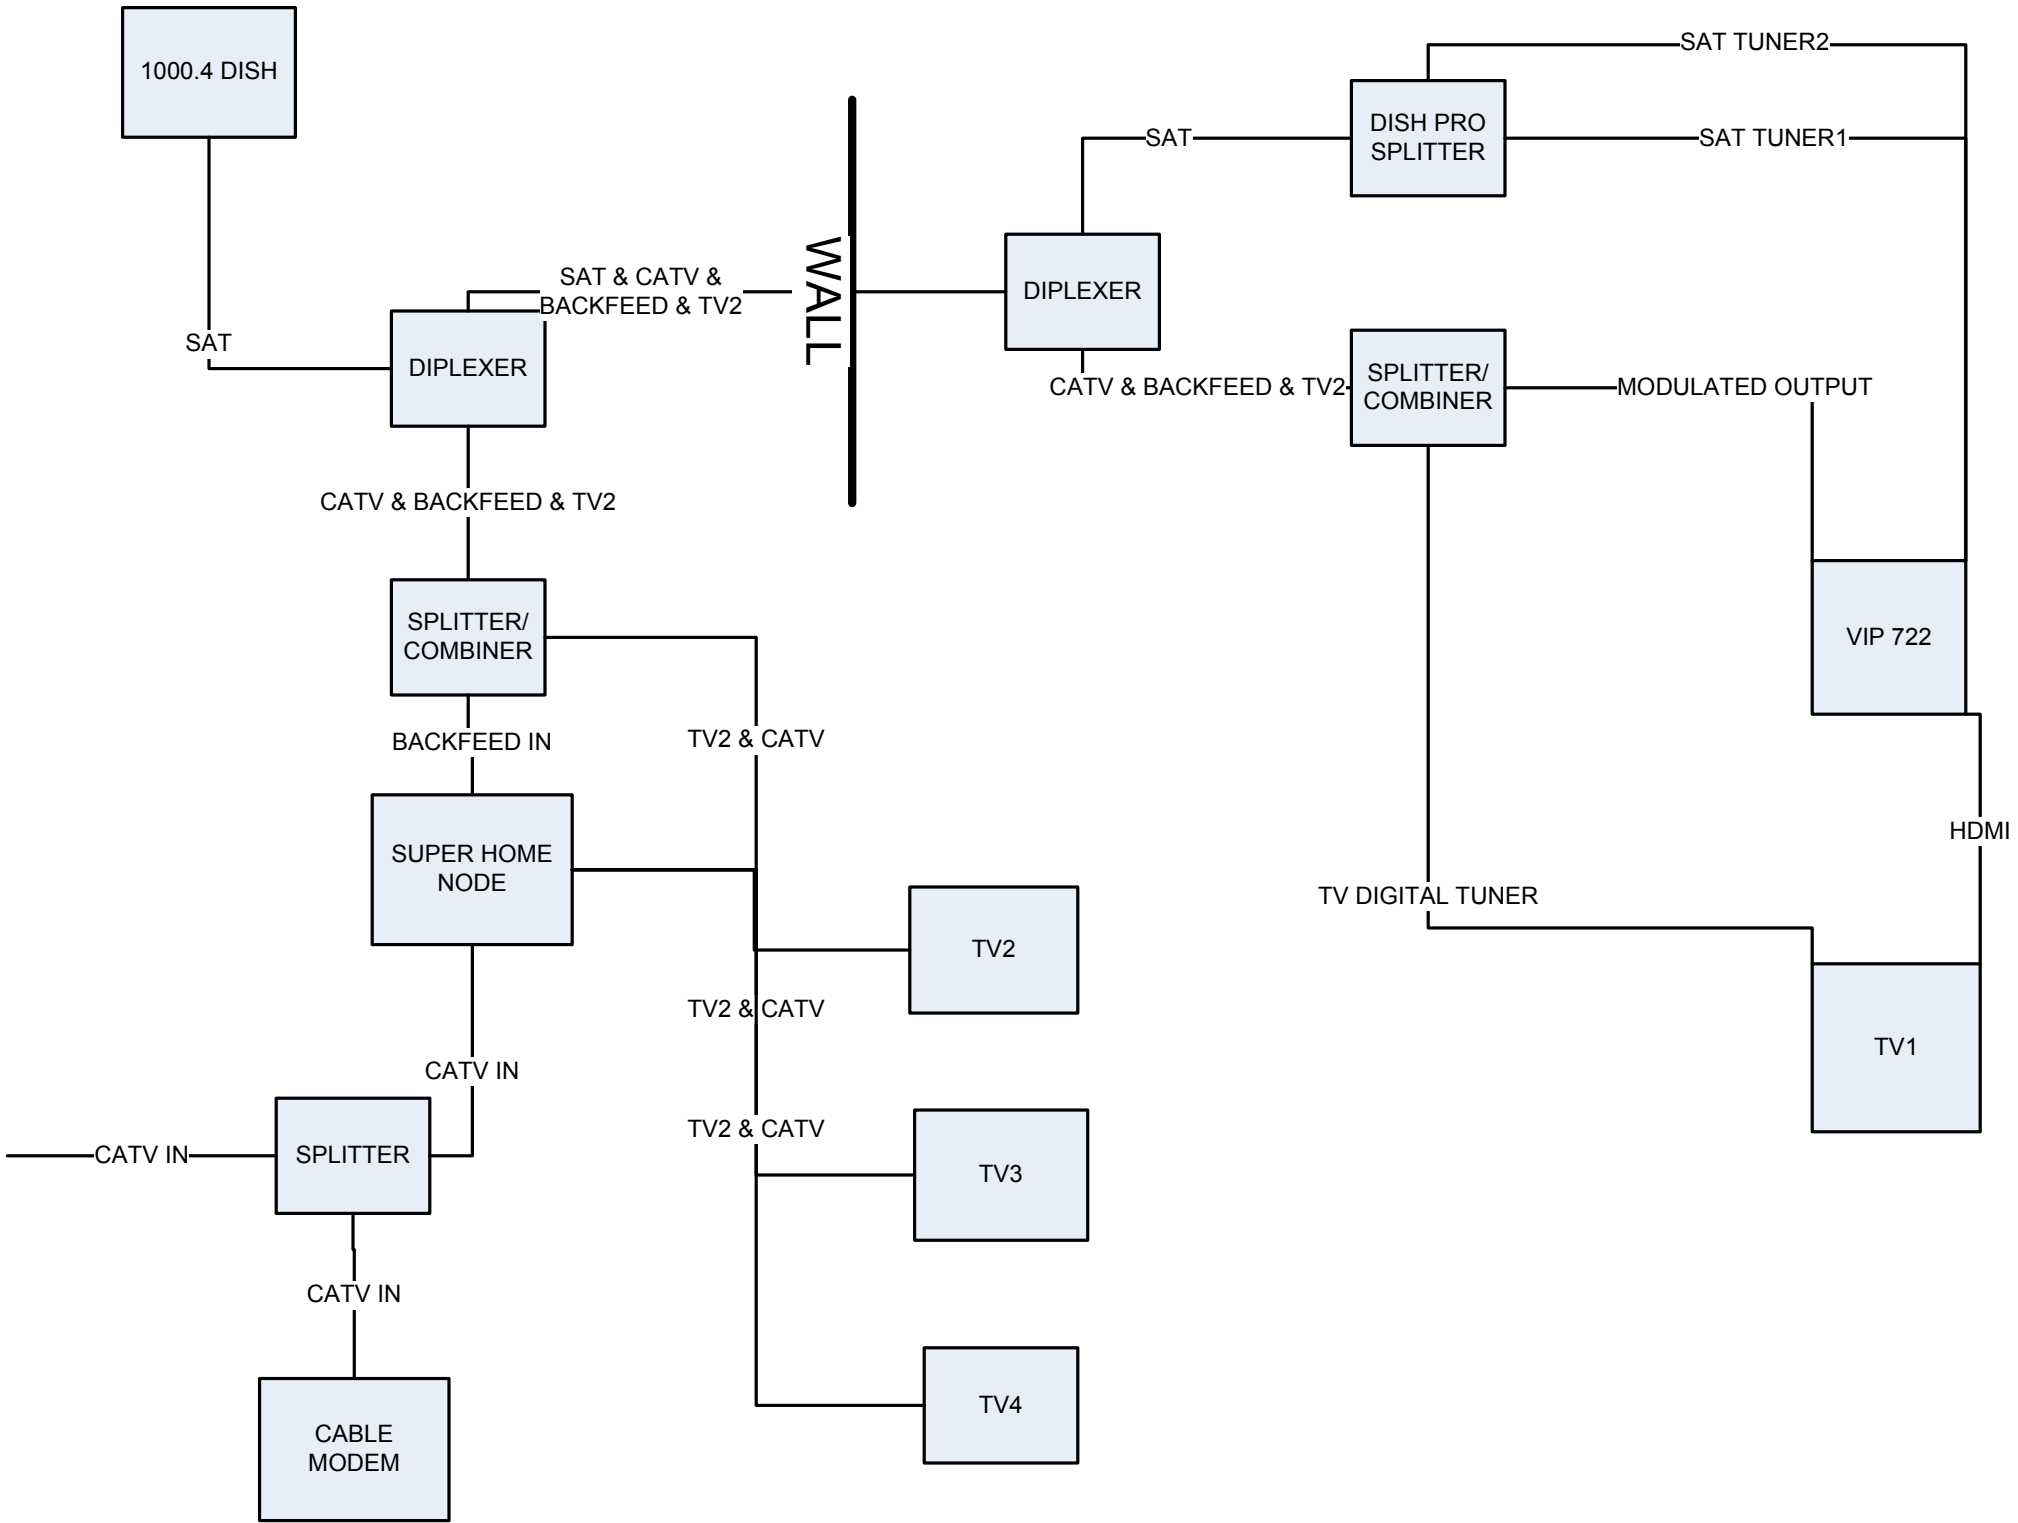 1000.4 DISH
SAT TUNER2
DISH PRO
SPLITTER
SAT
SAT TUNER1
SAT & CATV &
BACKFEED & TV2
WALL
DIPLEXER
SAT
DIPLEXER
CATV & BACKFEED & TV2
SPLITTER/
COMBINER
MODULATED OUTPUT
CATV & BACKFEED & TV2
SPLITTER/
COMBINER
VIP 722
BACKFEED IN
TV2 & CATV
HDMI
SUPER HOME
NODE
TV DIGITAL TUNER
TV2
TV2 & CATV
TV1
CATV IN
TV2 & CATV
CATV IN
SPLITTER
TV3
CATV IN
TV4
CABLE
MODEM